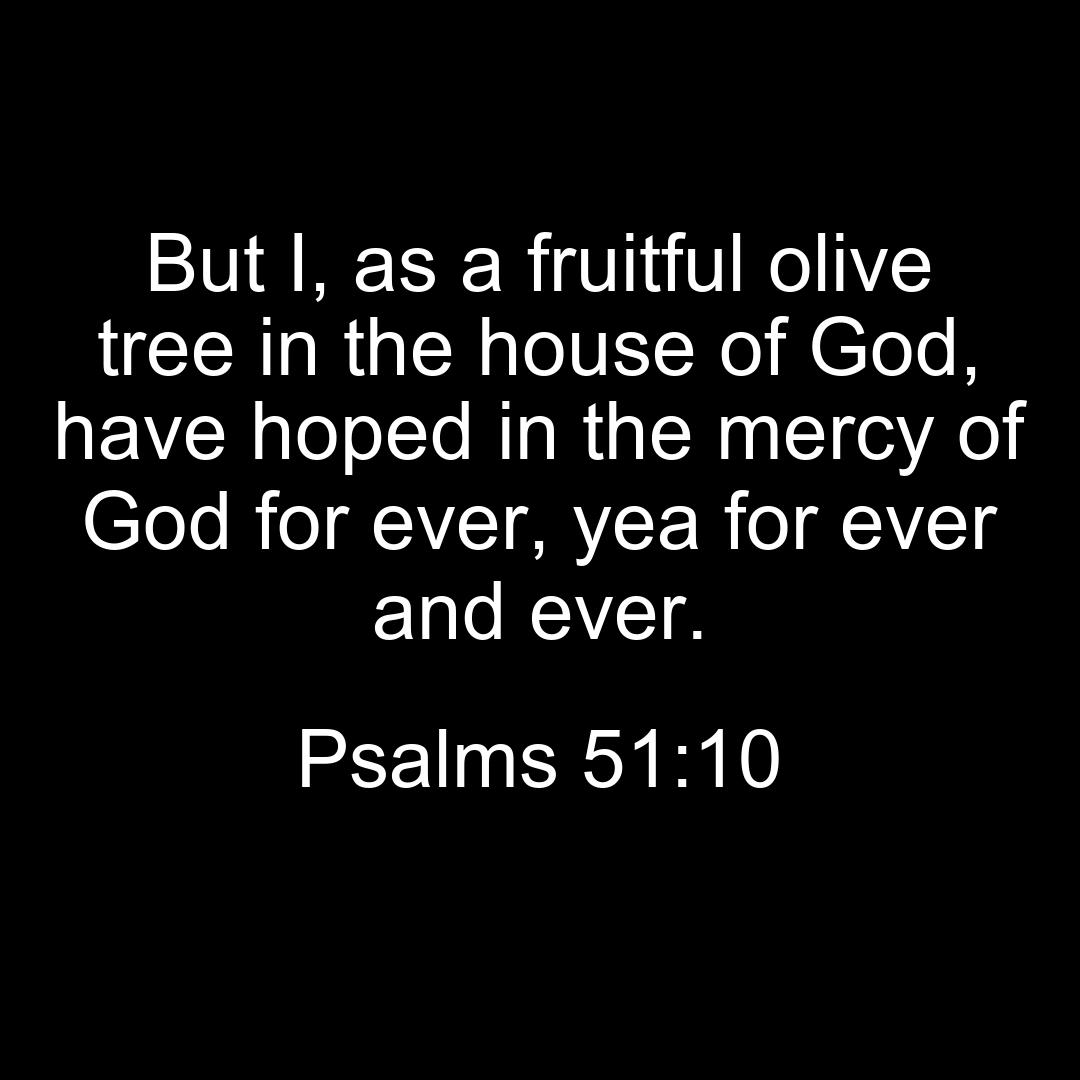 But I, as a fruitful olive
tree in the house of God,
have hoped in the mercy of
God for ever, yea for ever
and ever.
Psalms 51:10